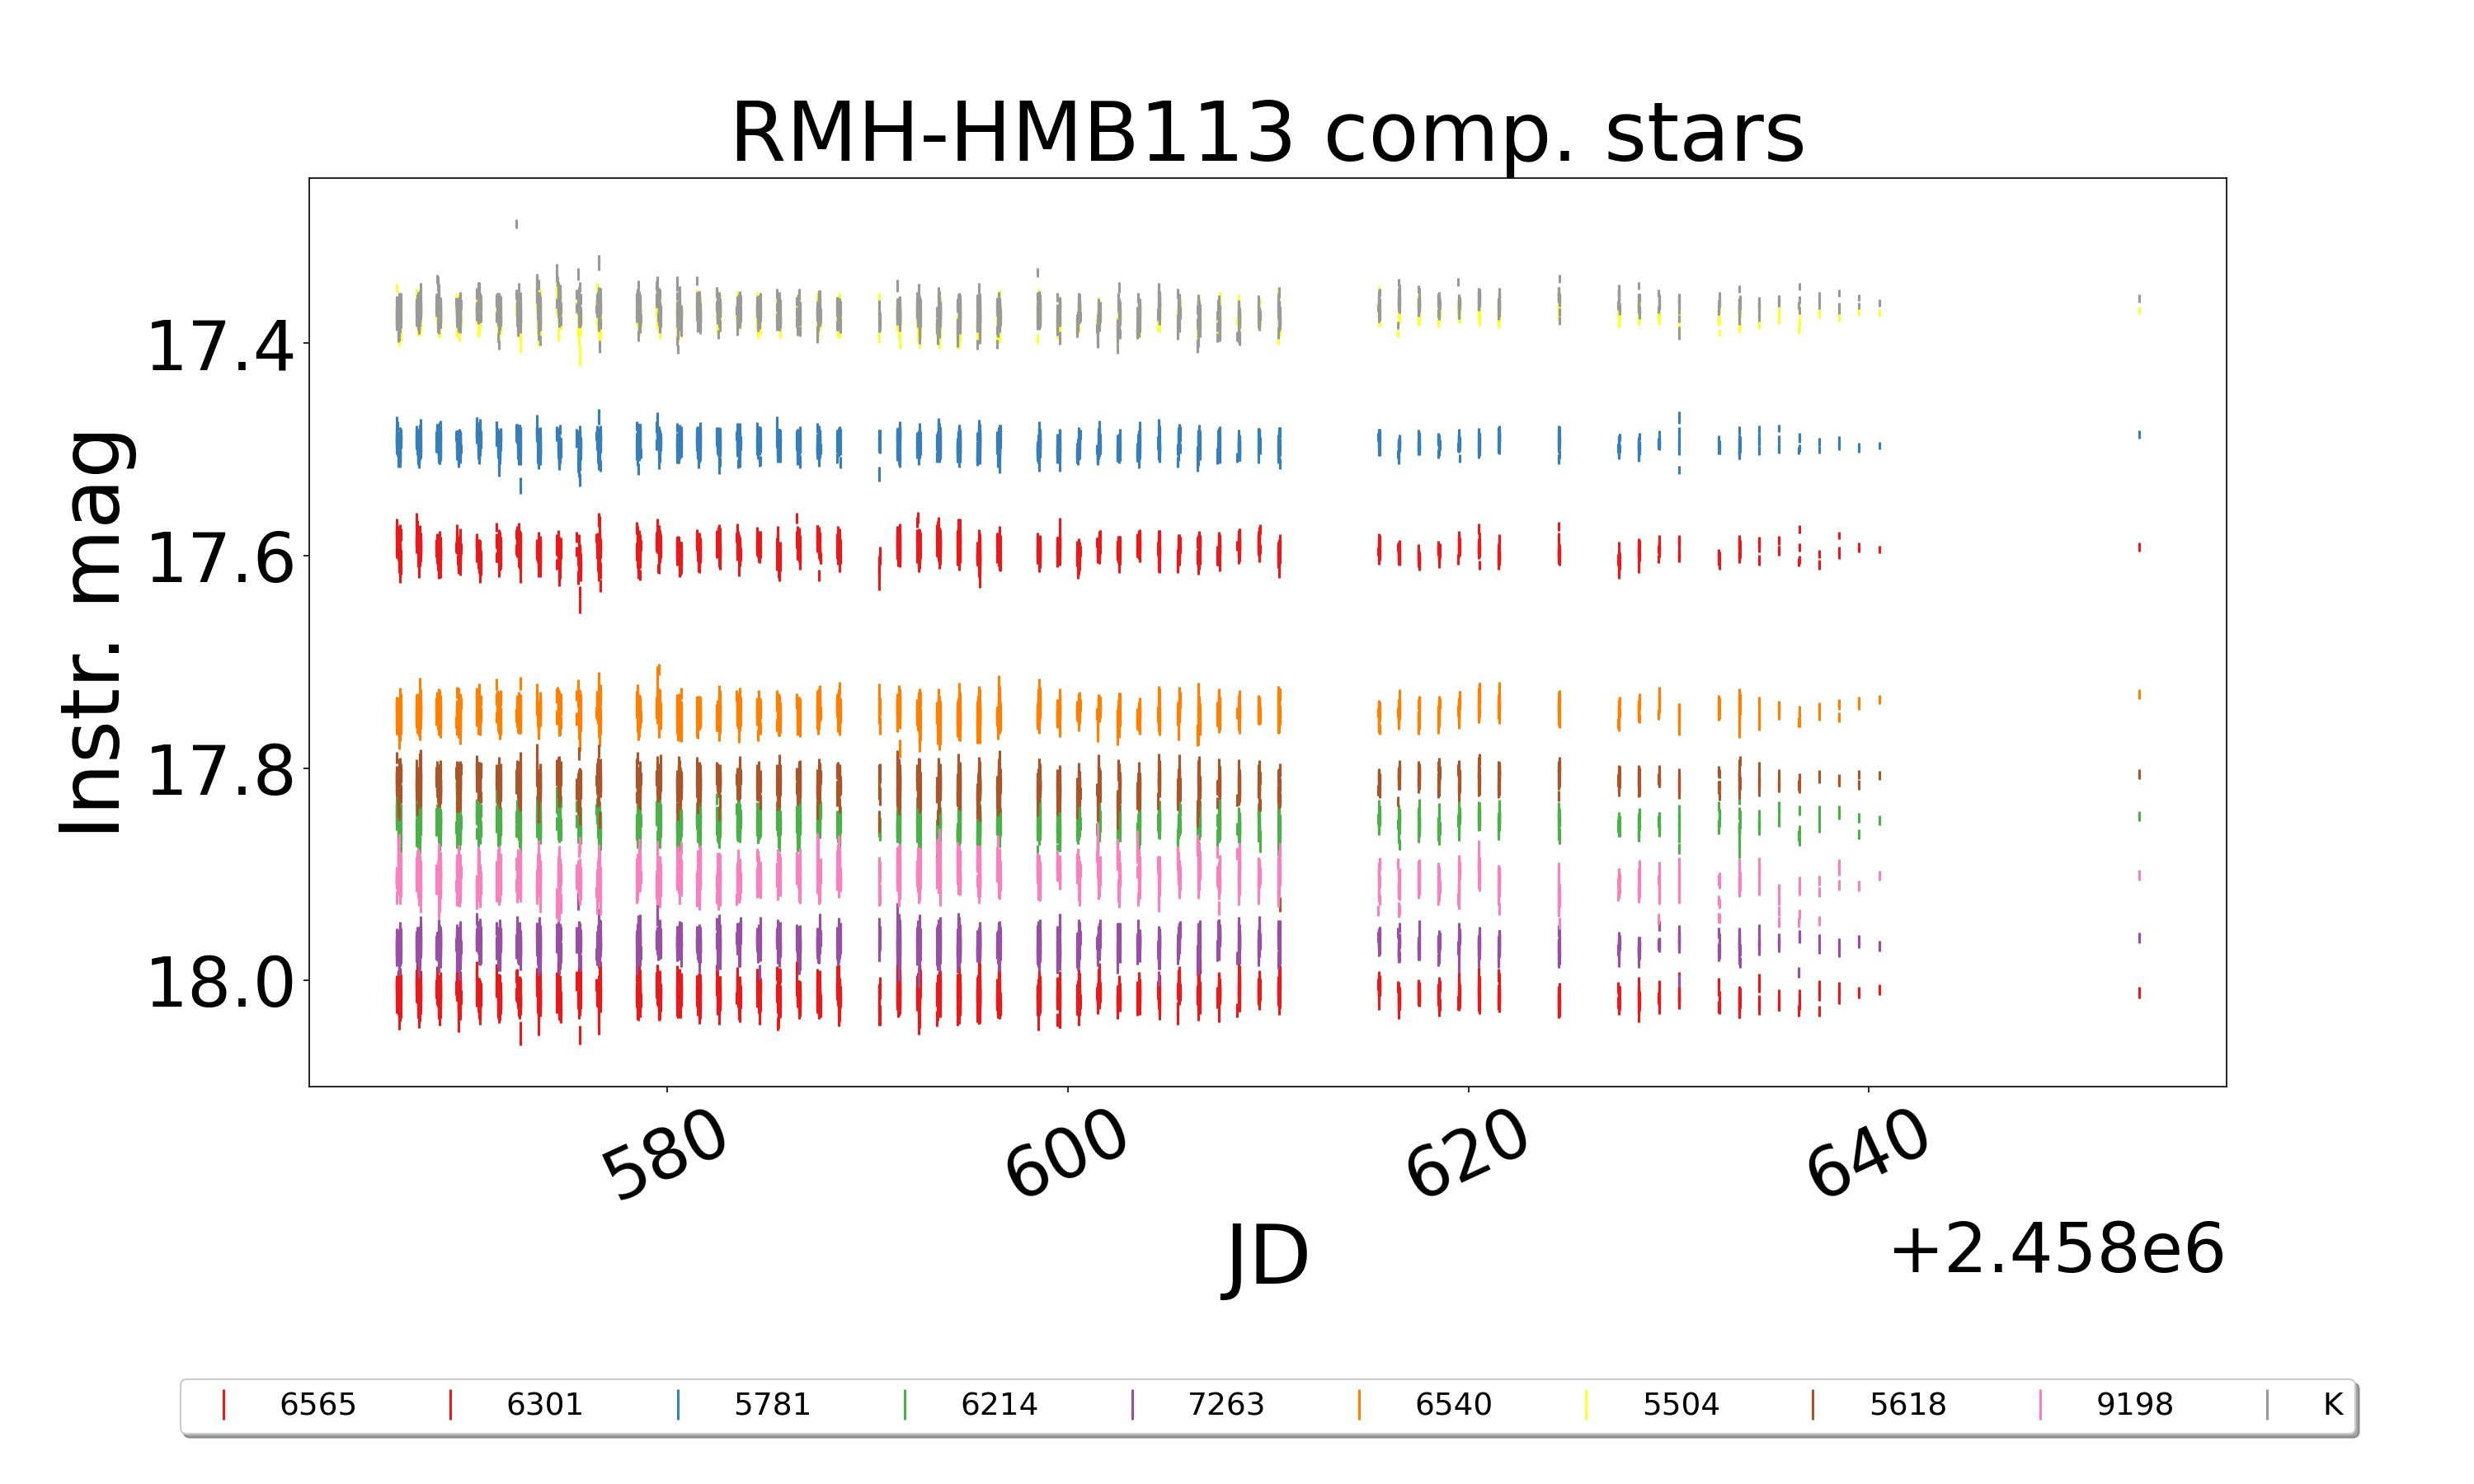 RMH-HMB113 comp. stars
Instr. mag
17.4
17.6
17.8
18.0
580 600 620 640
JD
+2.458e6
6565 6301 5781 6214 7263 6540 5504 5618 9198 K